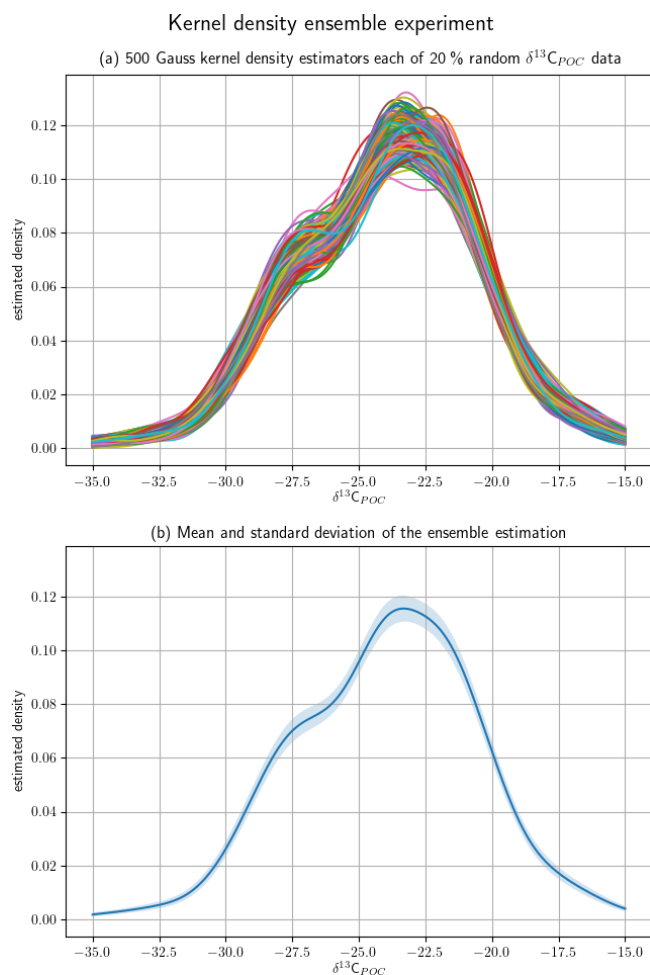 Kernel density ensemble experiment
(a) 500 Gauss kernel density estimators each of 20 % random δ¹³C_POC data
0.12
0.10
0.08
0.06
0.04
0.02
0.00
estimated density
−35.0 −32.5 −30.0 −27.5 −25.0 −22.5 −20.0 −17.5 −15.0
δ¹³C_POC
(b) Mean and standard deviation of the ensemble estimation
0.12
0.10
0.08
0.06
0.04
0.02
0.00
estimated density
−35.0 −32.5 −30.0 −27.5 −25.0 −22.5 −20.0 −17.5 −15.0
δ¹³C_POC